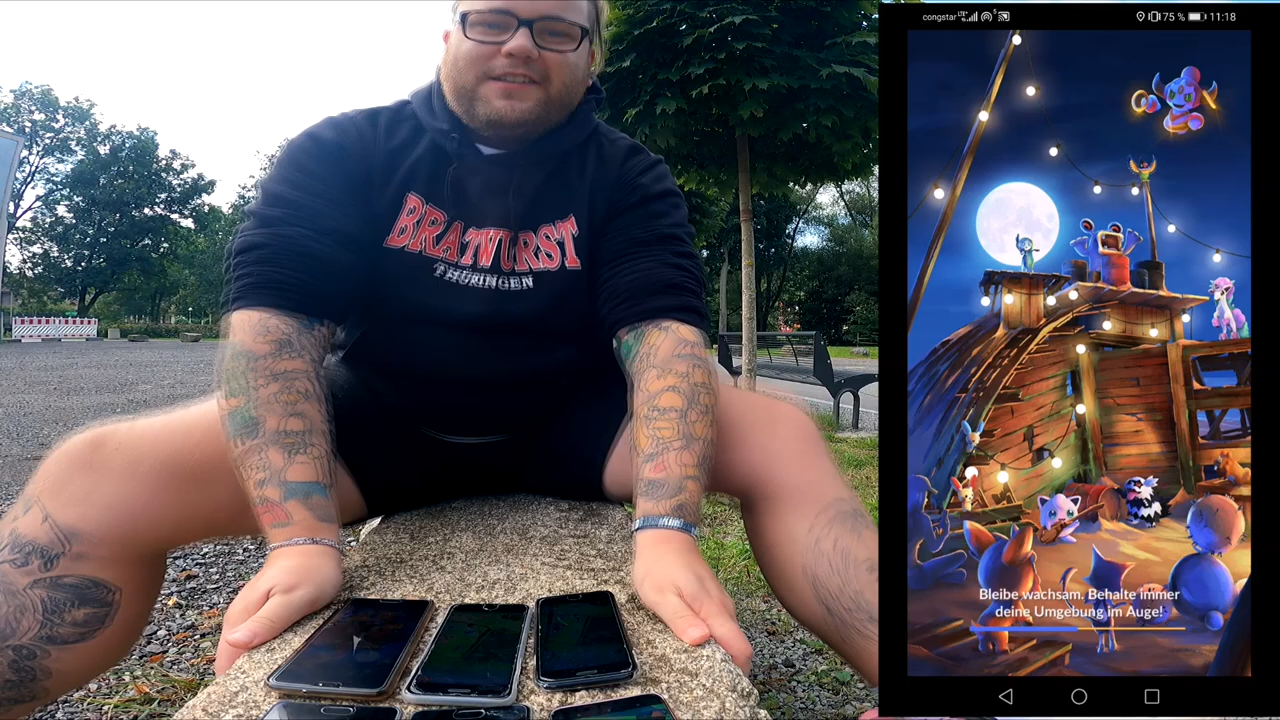 BRATWURST
THÜRINGEN
congstar
75 %
11:18
Bleibe wachsam. Behalte immer
deine Umgebung im Auge!